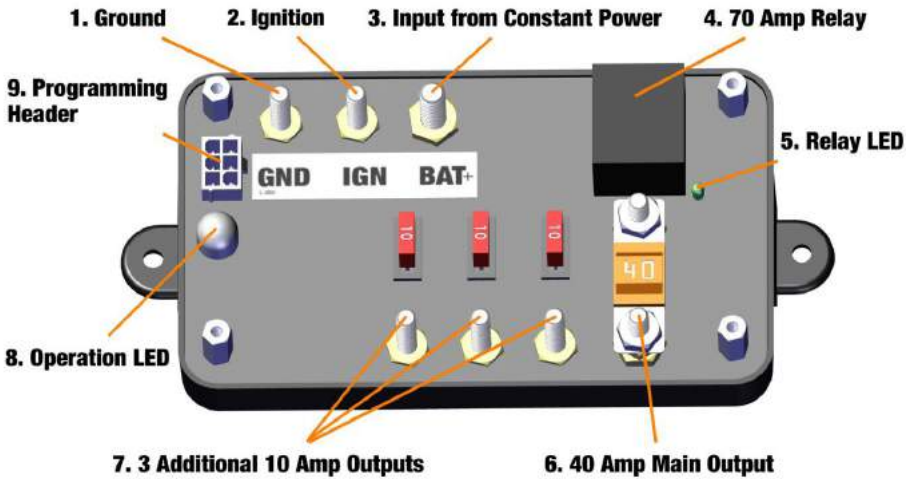 1. Ground
2. Ignition
3. Input from Constant Power
4. 70 Amp Relay
9. Programming
Header
5. Relay LED
GND IGN BAT+
10
10
10
40
8. Operation LED
7. 3 Additional 10 Amp Outputs
6. 40 Amp Main Output